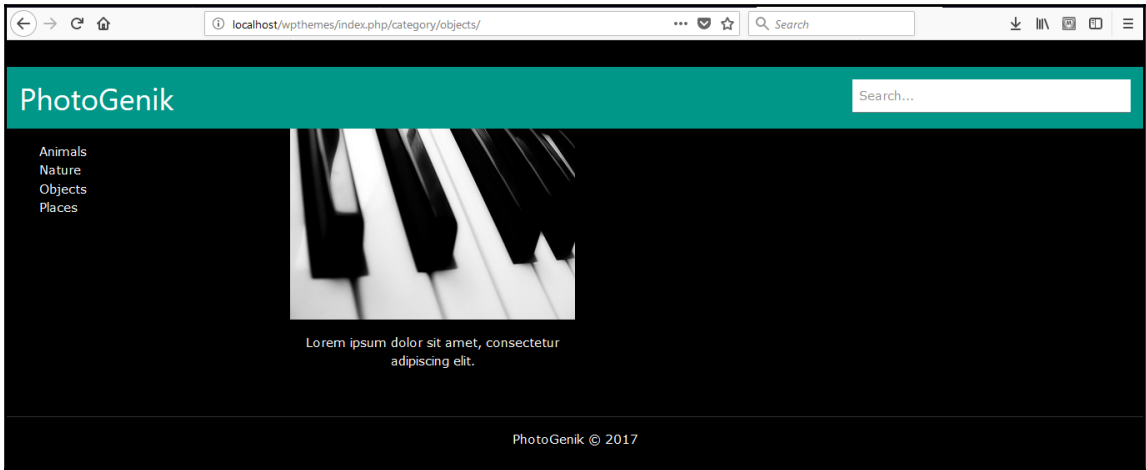 localhost/wpthemes/index.php/category/objects/
Search
PhotoGenik
Search...
Animals
Nature
Objects
Places
Lorem ipsum dolor sit amet, consectetur
adipiscing elit.
PhotoGenik © 2017